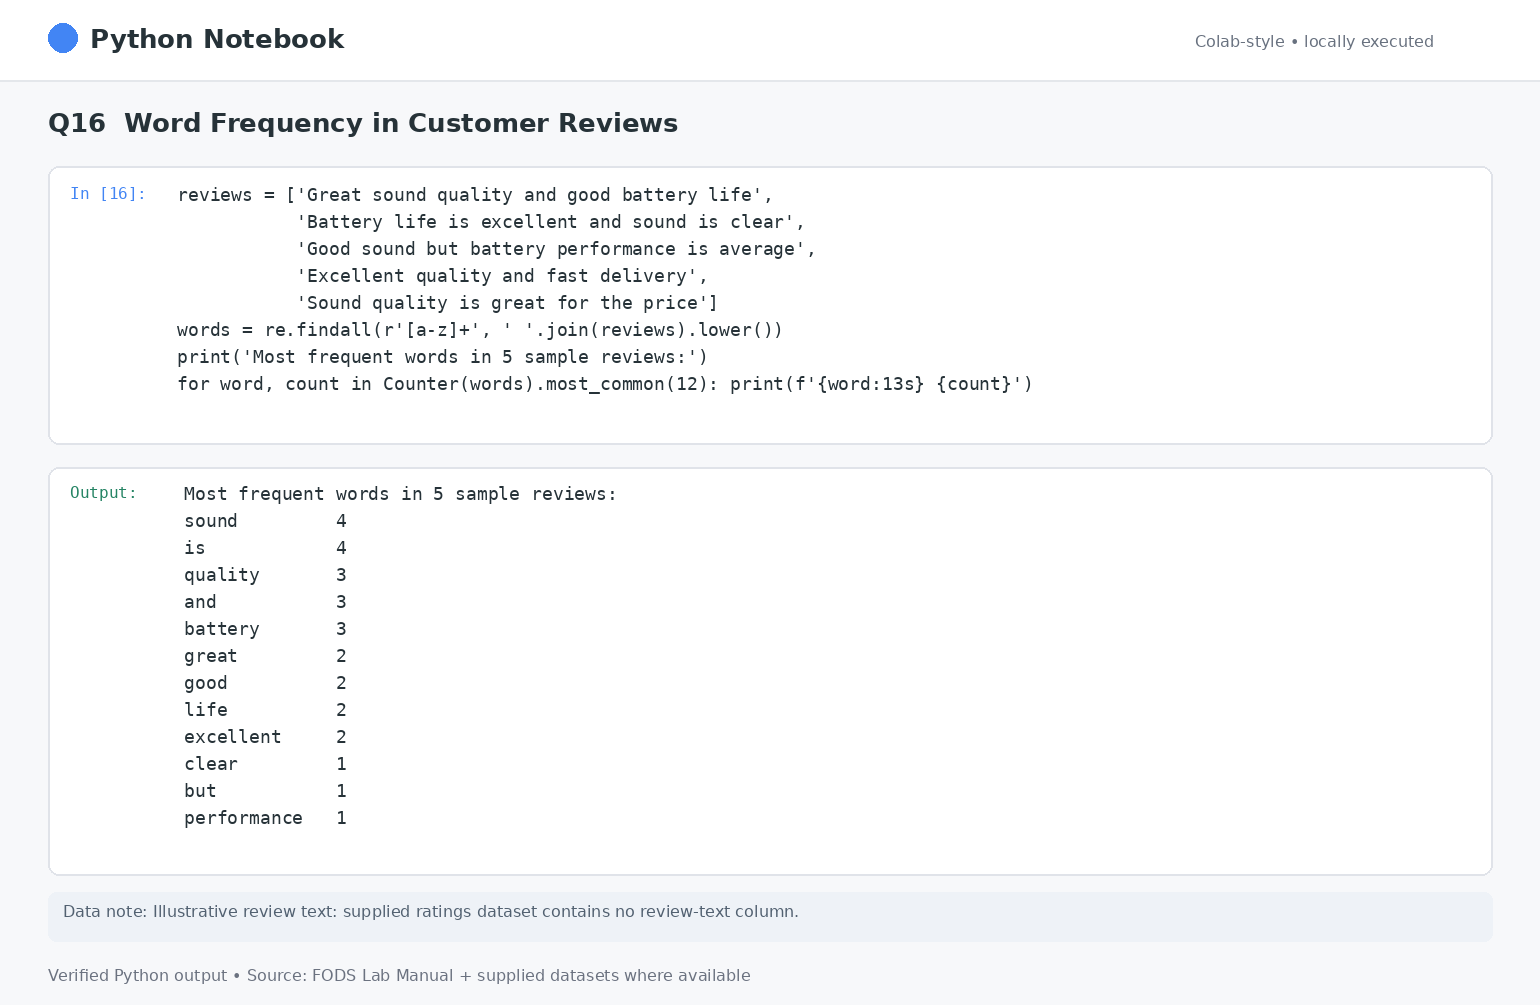 Python Notebook
Colab-style • locally executed
Q16  Word Frequency in Customer Reviews
In [16]:
reviews = ['Great sound quality and good battery life',
           'Battery life is excellent and sound is clear',
           'Good sound but battery performance is average',
           'Excellent quality and fast delivery',
           'Sound quality is great for the price']
words = re.findall(r'[a-z]+', ' '.join(reviews).lower())
print('Most frequent words in 5 sample reviews:')
for word, count in Counter(words).most_common(12): print(f'{word:13s} {count}')
Output:
Most frequent words in 5 sample reviews:
sound         4
is            4
quality       3
and           3
battery       3
great         2
good          2
life          2
excellent     2
clear         1
but           1
performance   1
Data note: Illustrative review text: supplied ratings dataset contains no review-text column.
Verified Python output • Source: FODS Lab Manual + supplied datasets where available